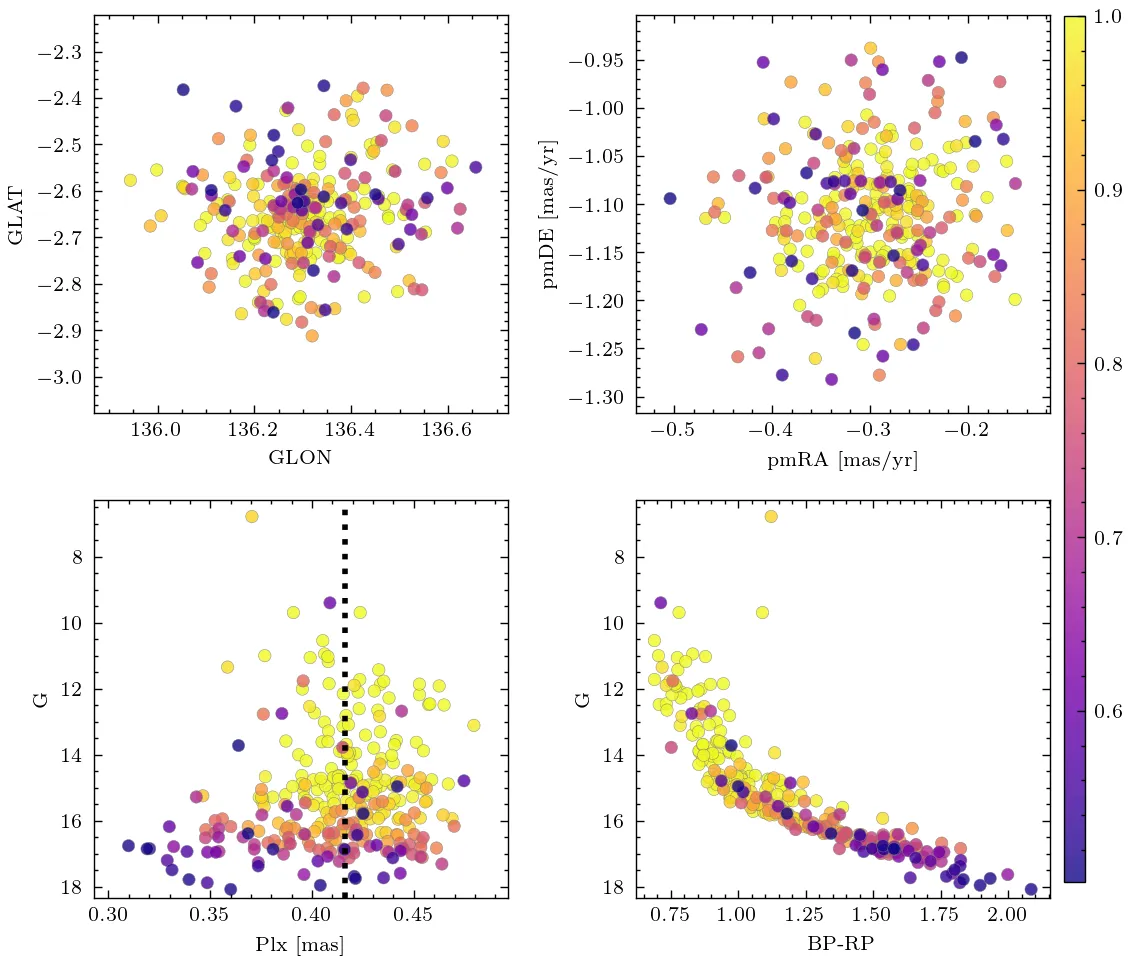 −2.3
−2.4
−2.5
−2.6
−2.7
−2.8
−2.9
−3.0
GLAT
136.0 136.2 136.4 136.6
GLON
−0.95
−1.00
−1.05
−1.10
−1.15
−1.20
−1.25
−1.30
pmDE [mas/yr]
−0.5 −0.4 −0.3 −0.2
pmRA [mas/yr]
1.0
0.9
0.8
0.7
0.6
8
10
12
14
16
18
G
0.30 0.35 0.40 0.45
Plx [mas]
8
10
12
14
16
18
G
0.75 1.00 1.25 1.50 1.75 2.00
BP-RP